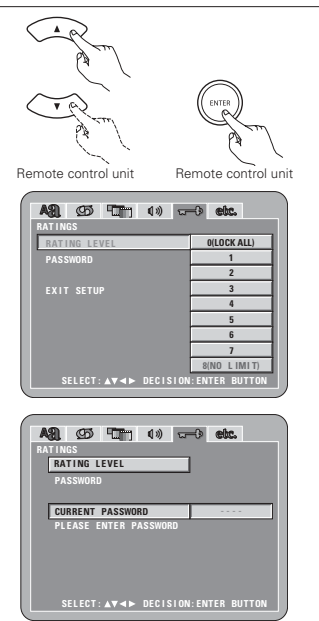 ENTER
Remote control unit Remote control unit
Aa etc.
RATINGS
RATING LEVEL 0(LOCK ALL)
PASSWORD 1
2
EXIT SETUP 3
4
5
6
7
8(NO LIMIT)
SELECT:▲▼◄► DECISION:ENTER BUTTON
Aa etc.
RATINGS
RATING LEVEL
PASSWORD
CURRENT PASSWORD ----
PLEASE ENTER PASSWORD
SELECT:▲▼◄► DECISION:ENTER BUTTON